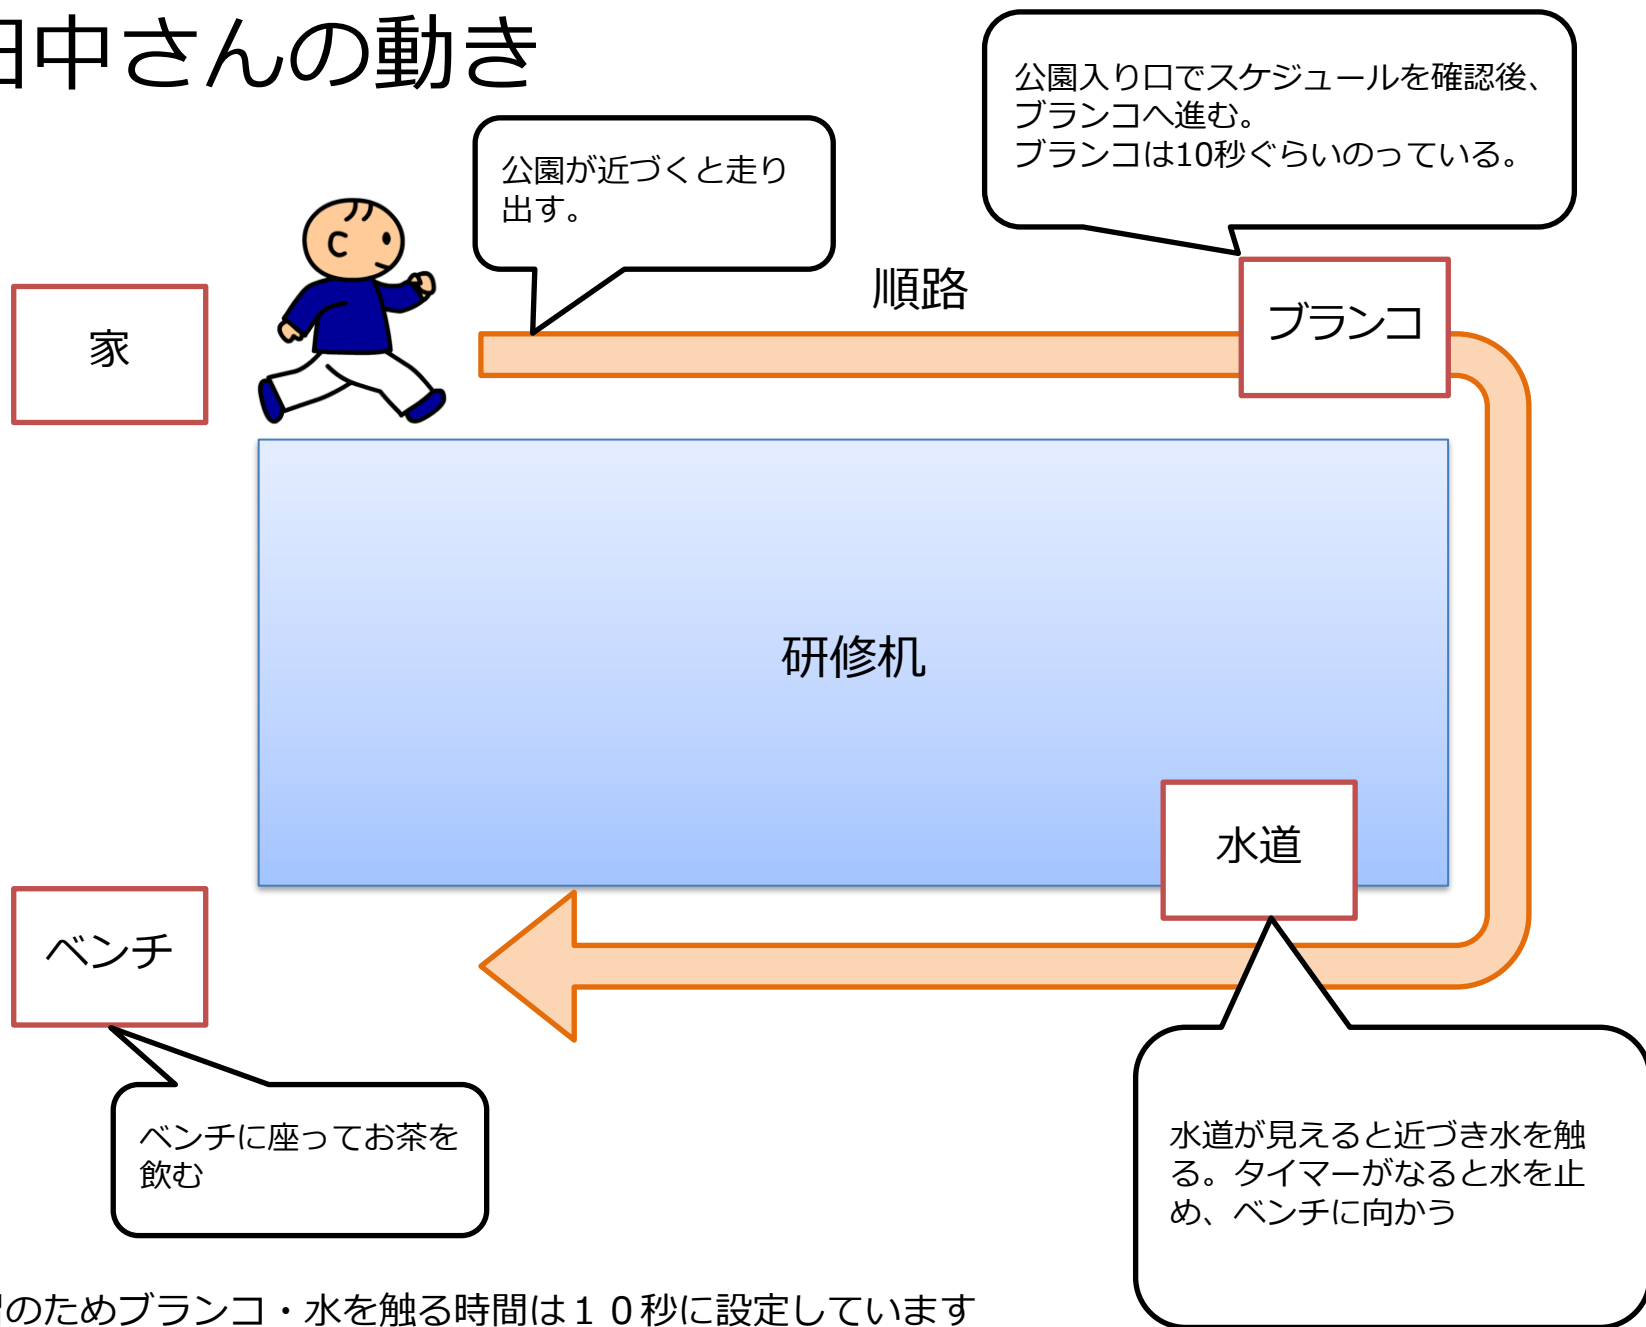 田中さんの動き
公園入り口でスケジュールを確認後、
ブランコへ進む。
ブランコは10秒ぐらいのっている。
公園が近づくと走り
出す。
順路
家
ブランコ
研修机
水道
ベンチ
ベンチに座ってお茶を
飲む
水道が見えると近づき水を触
る。タイマーがなると水を止
め、ベンチに向かう
のためブランコ・水を触る時間は１０秒に設定しています